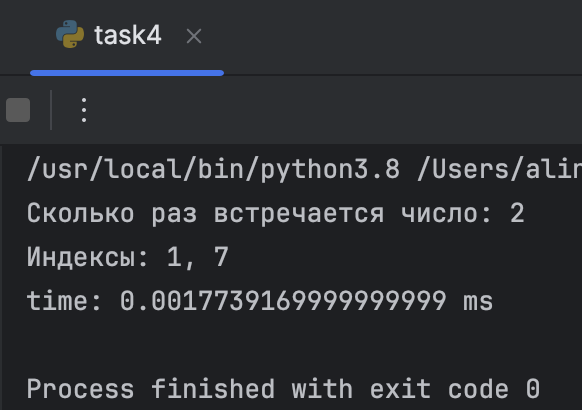 task4
/usr/local/bin/python3.8 /Users/alin
Сколько раз встречается число: 2
Индексы: 1, 7
time: 0.0017739169999999999 ms
Process finished with exit code 0